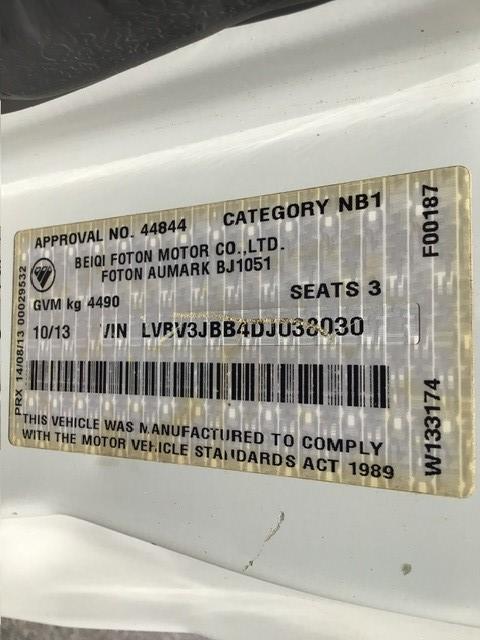 APPROVAL NO. 44844 CATEGORY NB1
BEIQI FOTON MOTOR CO.,LTD.
FOTON AUMARK BJ1051
GVM kg 4490 SEATS 3
10/13 VIN LVBV3JBB4DJ038030
THIS VEHICLE WAS MANUFACTURED TO COMPLY
WITH THE MOTOR VEHICLE STANDARDS ACT 1989
PRX 14/08/13 00029532
F00187
W133174